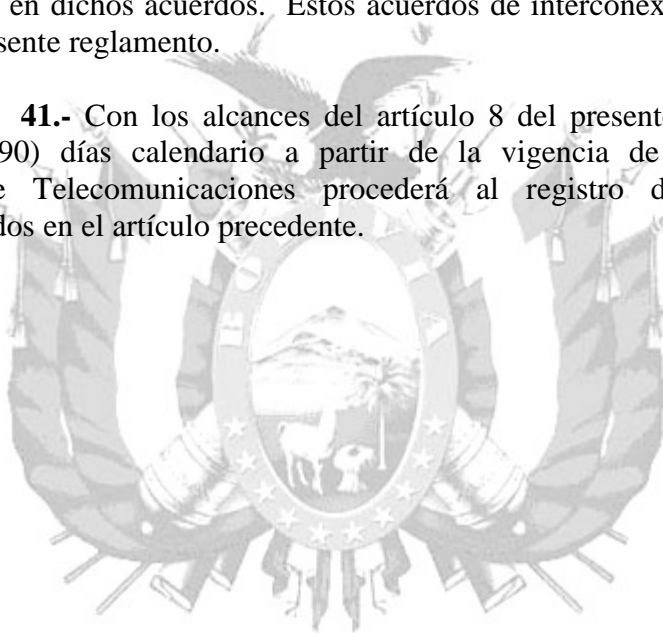 en dichos acuerdos. Estos acuerdos de interconex
sente reglamento.
41.- Con los alcances del artículo 8 del present
90) días calendario a partir de la vigencia de
e Telecomunicaciones procederá al registro d
dos en el artículo precedente.